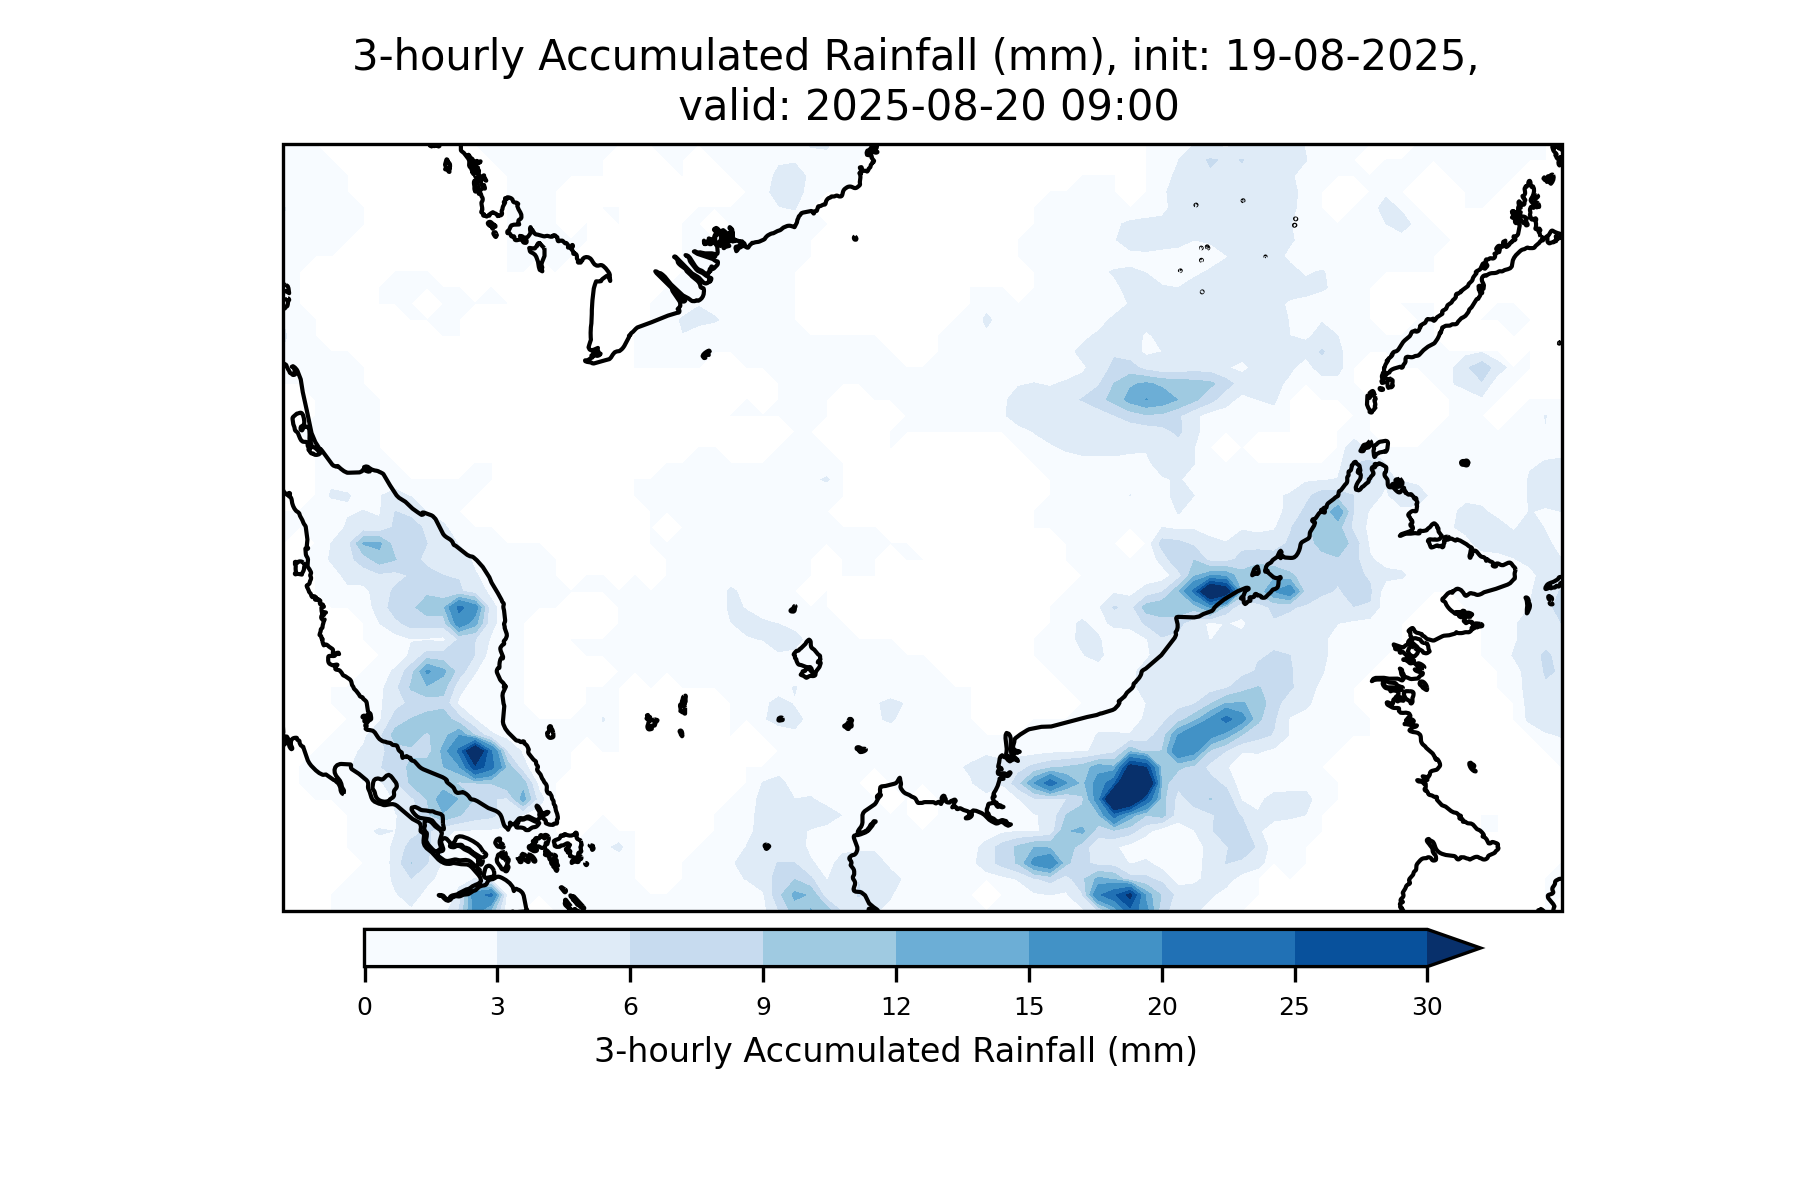 3-hourly Accumulated Rainfall (mm), init: 19-08-2025,
valid: 2025-08-20 09:00
0 3 6 9 12 15 20 25 30
3-hourly Accumulated Rainfall (mm)